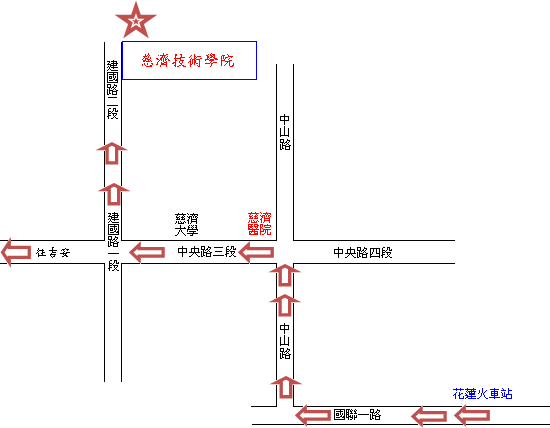 慈濟技術學院
建國路二段
中山路
慈濟
大學
慈濟
醫院
建國路一段
往吉安
中央路三段
中央路四段
中山路
花蓮火車站
國聯一路